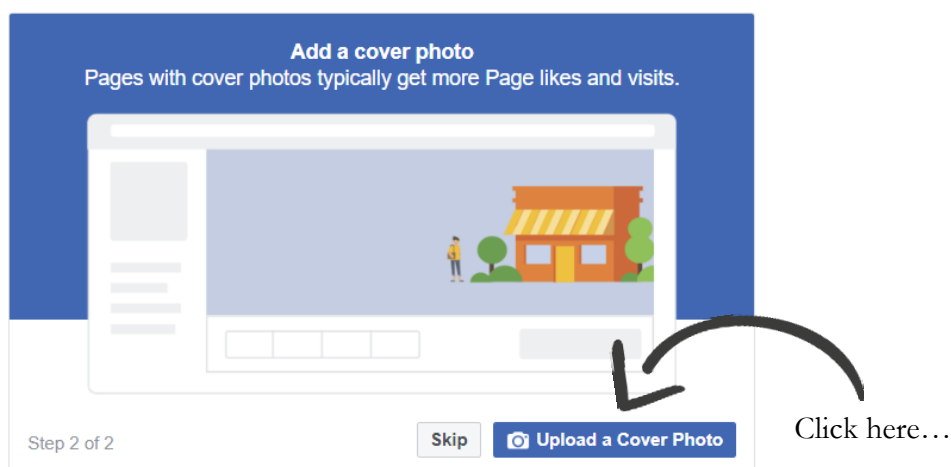 Add a cover photo
Pages with cover photos typically get more Page likes and visits.
Step 2 of 2
Skip
Upload a Cover Photo
Click here…